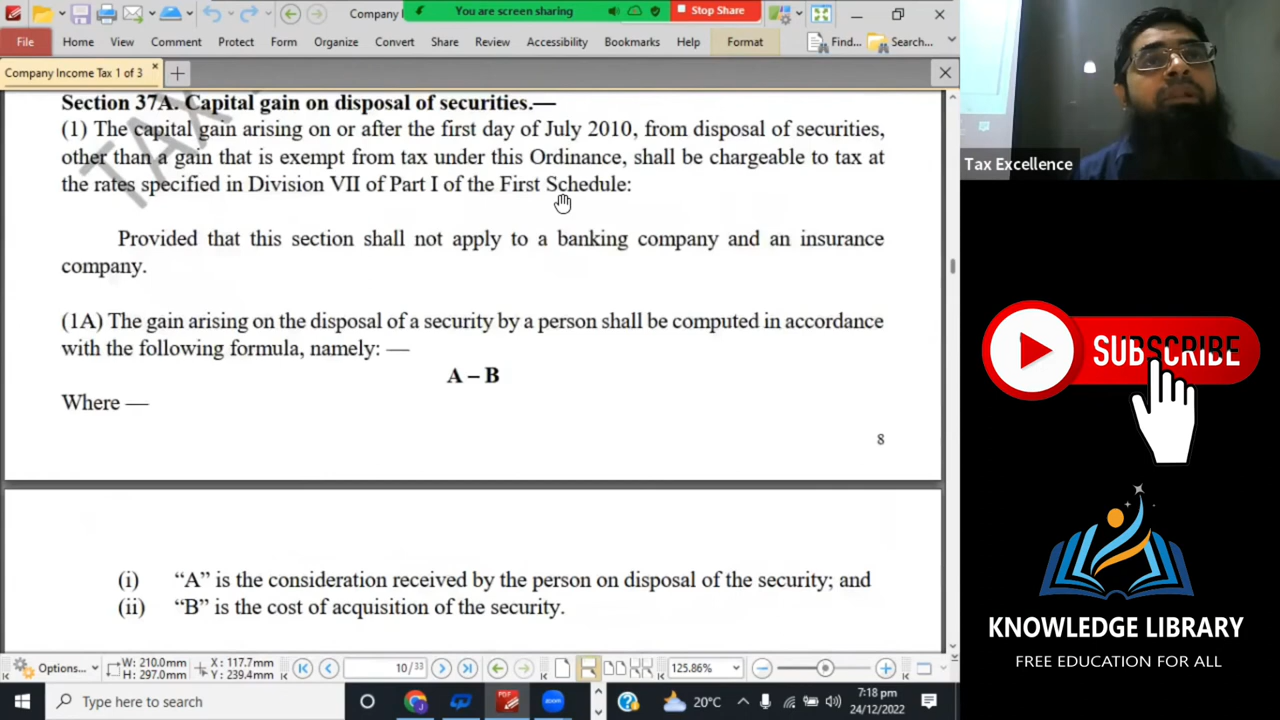 Company I
You are screen sharing
Stop Share
File
Home
View
Comment
Protect
Form
Organize
Convert
Share
Review
Accessibility
Bookmarks
Help
Format
Find...
Search...
Company Income Tax 1 of 3
Section 37A. Capital gain on disposal of securities.—
(1) The capital gain arising on or after the first day of July 2010, from disposal of securities,
other than a gain that is exempt from tax under this Ordinance, shall be chargeable to tax at
the rates specified in Division VII of Part I of the First Schedule:
Provided that this section shall not apply to a banking company and an insurance
company.
(1A) The gain arising on the disposal of a security by a person shall be computed in accordance
with the following formula, namely: —
A – B
Where —
8
(i) “A” is the consideration received by the person on disposal of the security; and
(ii) “B” is the cost of acquisition of the security.
TAX
Options...
W: 210.0mm
H: 297.0mm
X: 117.7mm
Y: 239.4mm
10 /33
125.86%
Type here to search
20°C
7:18 pm
24/12/2022
Tax Excellence
SUBSCRIBE
KNOWLEDGE LIBRARY
FREE EDUCATION FOR ALL